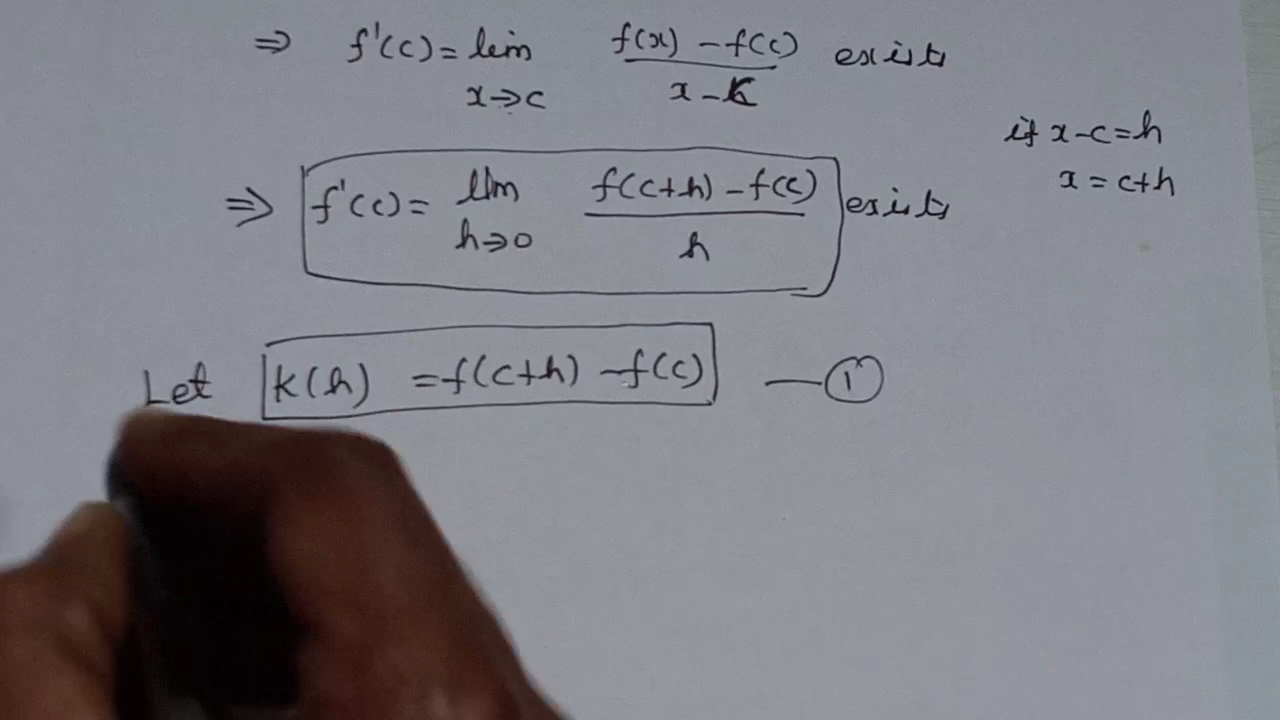 ⇒ f'(c) = lim x→c f(x) - f(c) / x - c exists
if x - c = h
x = c + h
⇒ f'(c) = lim h→0 f(c+h) - f(c) / h exists
Let k(h) = f(c+h) - f(c) — ①